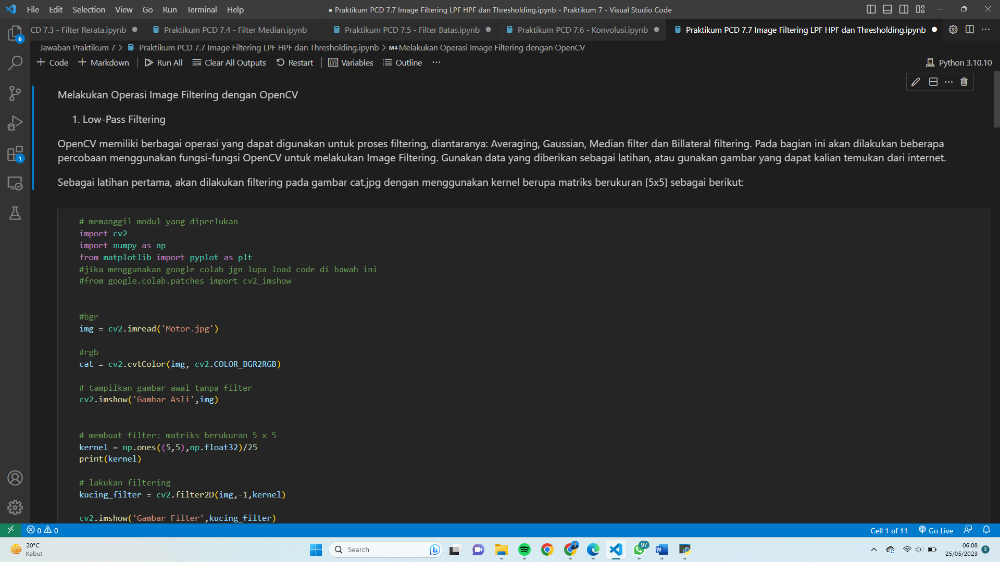 File Edit Selection View Go Run Terminal Help
● Praktikum PCD 7.7 Image Filtering LPF HPF dan Thresholding.ipynb - Praktikum 7 - Visual Studio Code
CD 7.3 - Filter Rerata.ipynb ●
Praktikum PCD 7.4 - Filter Median.ipynb
Praktikum PCD 7.5 - Filter Batas.ipynb ●
Praktikum PCD 7.6 - Konvolusi.ipynb ●
Praktikum PCD 7.7 Image Filtering LPF HPF dan Thresholding.ipynb ●
Jawaban Praktikum 7 > Praktikum PCD 7.7 Image Filtering LPF HPF dan Thresholding.ipynb > M↓Melakukan Operasi Image Filtering dengan OpenCV
+ Code + Markdown Run All Clear All Outputs Restart Variables Outline ··· Python 3.10.10
6
1
Melakukan Operasi Image Filtering dengan OpenCV
1. Low-Pass Filtering
OpenCV memiliki berbagai operasi yang dapat digunakan untuk proses filtering, diantaranya: Averaging, Gaussian, Median filter dan Billateral filtering. Pada bagian ini akan dilakukan beberapa
percobaan menggunakan fungsi-fungsi OpenCV untuk melakukan Image Filtering. Gunakan data yang diberikan sebagai latihan, atau gunakan gambar yang dapat kalian temukan dari internet.
Sebagai latihan pertama, akan dilakukan filtering pada gambar cat.jpg dengan menggunakan kernel berupa matriks berukuran [5x5] sebagai berikut:
# memanggil modul yang diperlukan
import cv2
import numpy as np
from matplotlib import pyplot as plt
#jika menggunakan google colab jgn lupa load code di bawah ini
#from google.colab.patches import cv2_imshow
#bgr
img = cv2.imread('Motor.jpg')
#rgb
cat = cv2.cvtColor(img, cv2.COLOR_BGR2RGB)
# tampilkan gambar awal tanpa filter
cv2.imshow('Gambar Asli',img)
# membuat filter: matriks berukuran 5 x 5
kernel = np.ones((5,5),np.float32)/25
print(kernel)
# lakukan filtering
kucing_filter = cv2.filter2D(img,-1,kernel)
cv2.imshow('Gambar Filter',kucing_filter)
0 0
Cell 1 of 11 Go Live
20°C
Kabut
Search
97
06:08
25/05/2023
3